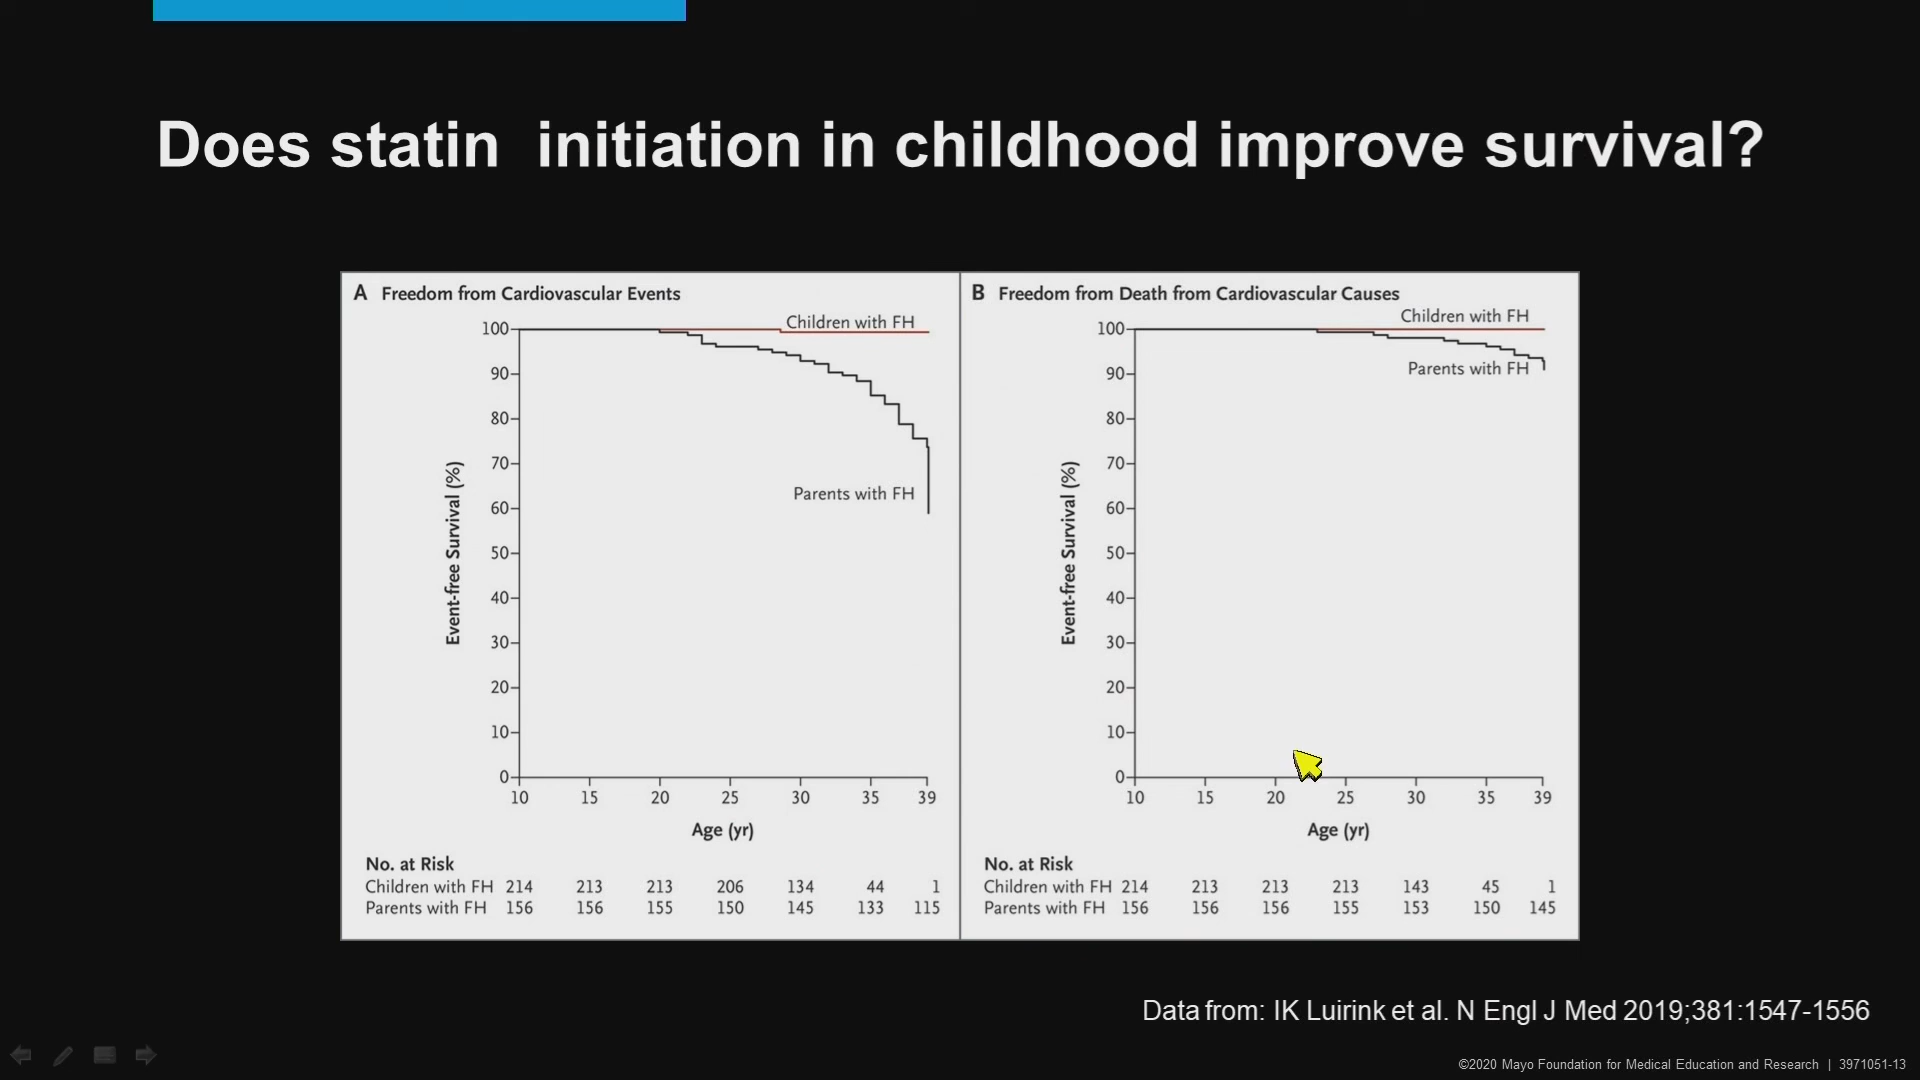 Does statin  initiation in childhood improve survival?
A Freedom from Cardiovascular Events
Children with FH
100
90
80
70
60
50
40
30
20
10
0
Event-free Survival (%)
Parents with FH
10 15 20 25 30 35 39
Age (yr)
No. at Risk
Children with FH 214 213 213 206 134 44 1
Parents with FH 156 156 155 150 145 133 115
B Freedom from Death from Cardiovascular Causes
Children with FH
Parents with FH
100
90
80
70
60
50
40
30
20
10
0
Event-free Survival (%)
10 15 20 25 30 35 39
Age (yr)
No. at Risk
Children with FH 214 213 213 213 143 45 1
Parents with FH 156 156 156 155 153 150 145
Data from: IK Luirink et al. N Engl J Med 2019;381:1547-1556
©2020 Mayo Foundation for Medical Education and Research | 3971051-13